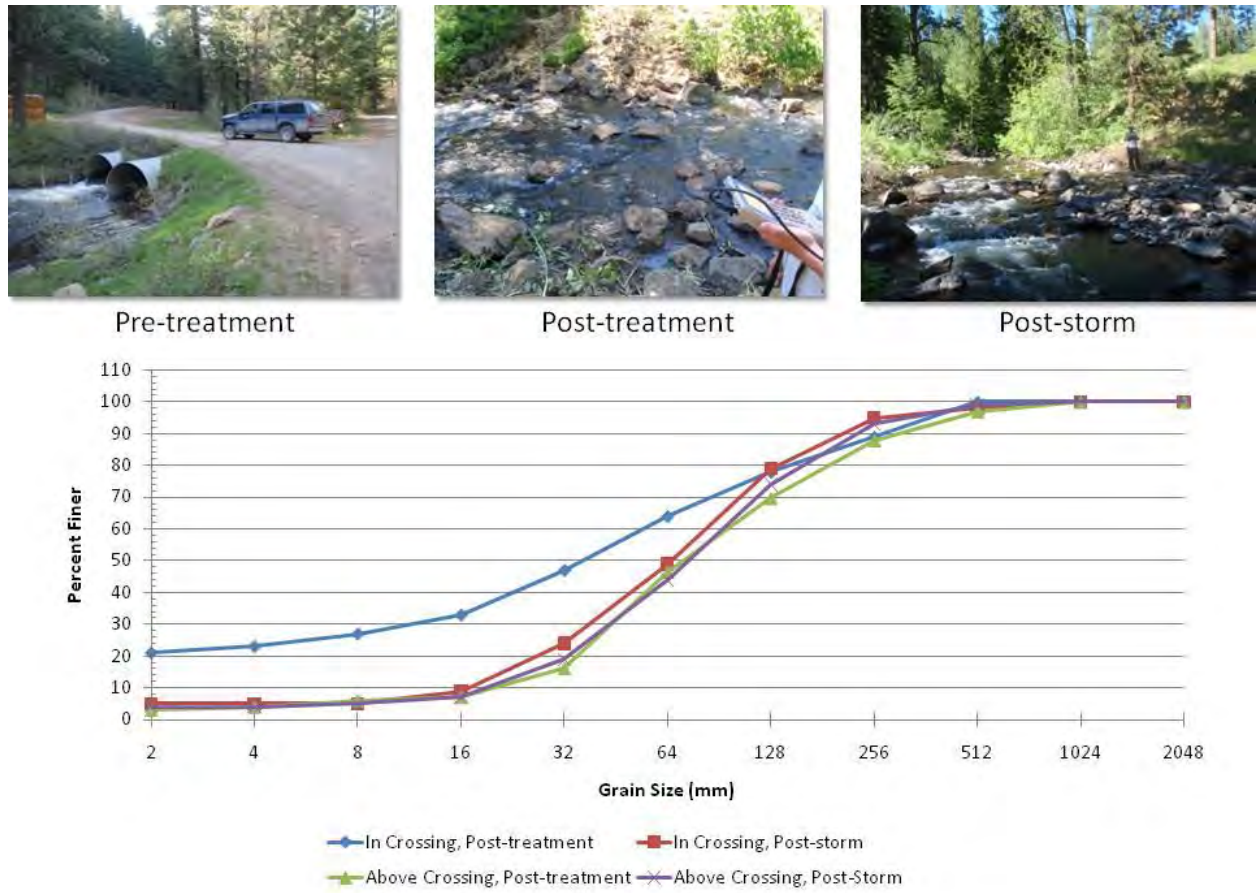 Pre-treatment
Post-treatment
Post-storm
110
100
90
80
70
60
50
40
30
20
10
0
Percent Finer
2 4 8 16 32 64 128 256 512 1024 2048
Grain Size (mm)
In Crossing, Post-treatment
In Crossing, Post-storm
Above Crossing, Post-treatment
Above Crossing, Post-Storm